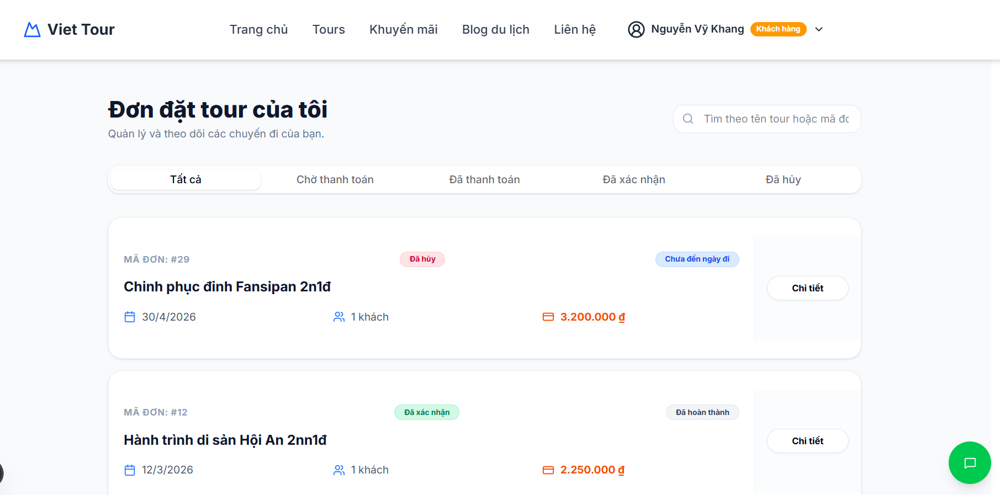 Viet Tour
Trang chủ
Tours
Khuyến mãi
Blog du lịch
Liên hệ
Nguyễn Vỹ Khang
Khách hàng
Đơn đặt tour của tôi
Quản lý và theo dõi các chuyến đi của bạn.
Tìm theo tên tour hoặc mã đơ
Tất cả
Chờ thanh toán
Đã thanh toán
Đã xác nhận
Đã hủy
MÃ ĐƠN: #29
Đã hủy
Chưa đến ngày đi
Chinh phục đỉnh Fansipan 2n1đ
30/4/2026
1 khách
3.200.000 ₫
Chi tiết
MÃ ĐƠN: #12
Đã xác nhận
Đã hoàn thành
Hành trình di sản Hội An 2nn1đ
12/3/2026
1 khách
2.250.000 ₫
Chi tiết